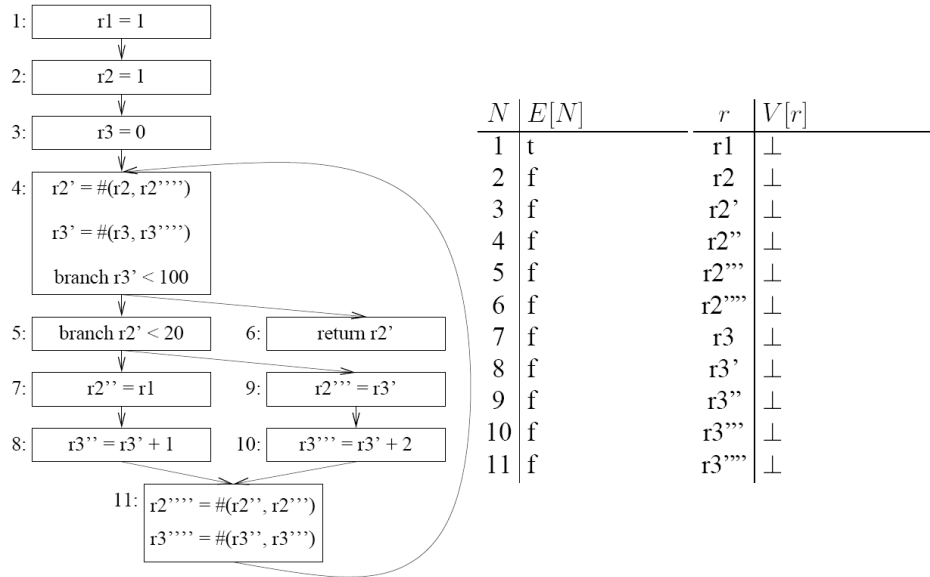 1: r1 = 1
2: r2 = 1
3: r3 = 0
4: r2' = #(r2, r2'''')
r3' = #(r3, r3'''')
branch r3' < 100
5: branch r2' < 20
6: return r2'
7: r2'' = r1
9: r2''' = r3'
8: r3'' = r3' + 1
10: r3''' = r3' + 2
11: r2'''' = #(r2'', r2''')
r3'''' = #(r3'', r3''')
N E[N]
1 t
2 f
3 f
4 f
5 f
6 f
7 f
8 f
9 f
10 f
11 f
r V[r]
r1 ⊥
r2 ⊥
r2' ⊥
r2'' ⊥
r2''' ⊥
r2'''' ⊥
r3 ⊥
r3' ⊥
r3'' ⊥
r3''' ⊥
r3'''' ⊥